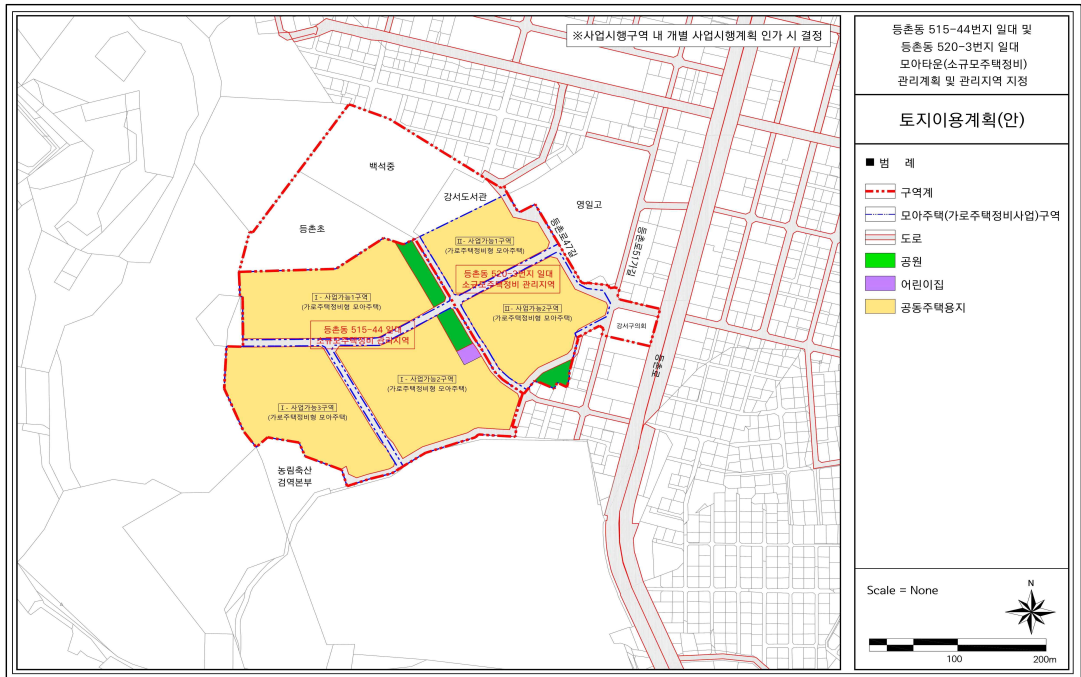 ※사업시행구역 내 개별 사업시행계획 인가 시 결정
백석중
강서도서관
영일고
등촌초
등촌로47길
등촌로51가길
Ⅱ- 사업가능1구역
(가로주택정비형 모아주택)
등촌동 520-3번지 일대
소규모주택정비 관리지역
Ⅰ- 사업가능1구역
(가로주택정비형 모아주택)
Ⅱ- 사업가능2구역
(가로주택정비형 모아주택)
등촌동 515-44 일대
소규모주택정비 관리지역
강서구의회
등촌로
Ⅰ- 사업가능2구역
(가로주택정비형 모아주택)
Ⅰ- 사업가능3구역
(가로주택정비형 모아주택)
농림축산
검역본부
등촌동 515-44번지 일대 및
등촌동 520-3번지 일대
모아타운(소규모주택정비)
관리계획 및 관리지역 지정
토지이용계획(안)
■ 범 례
구역계
모아주택(가로주택정비사업)구역
도로
공원
어린이집
공동주택용지
Scale = None
N
100
200m